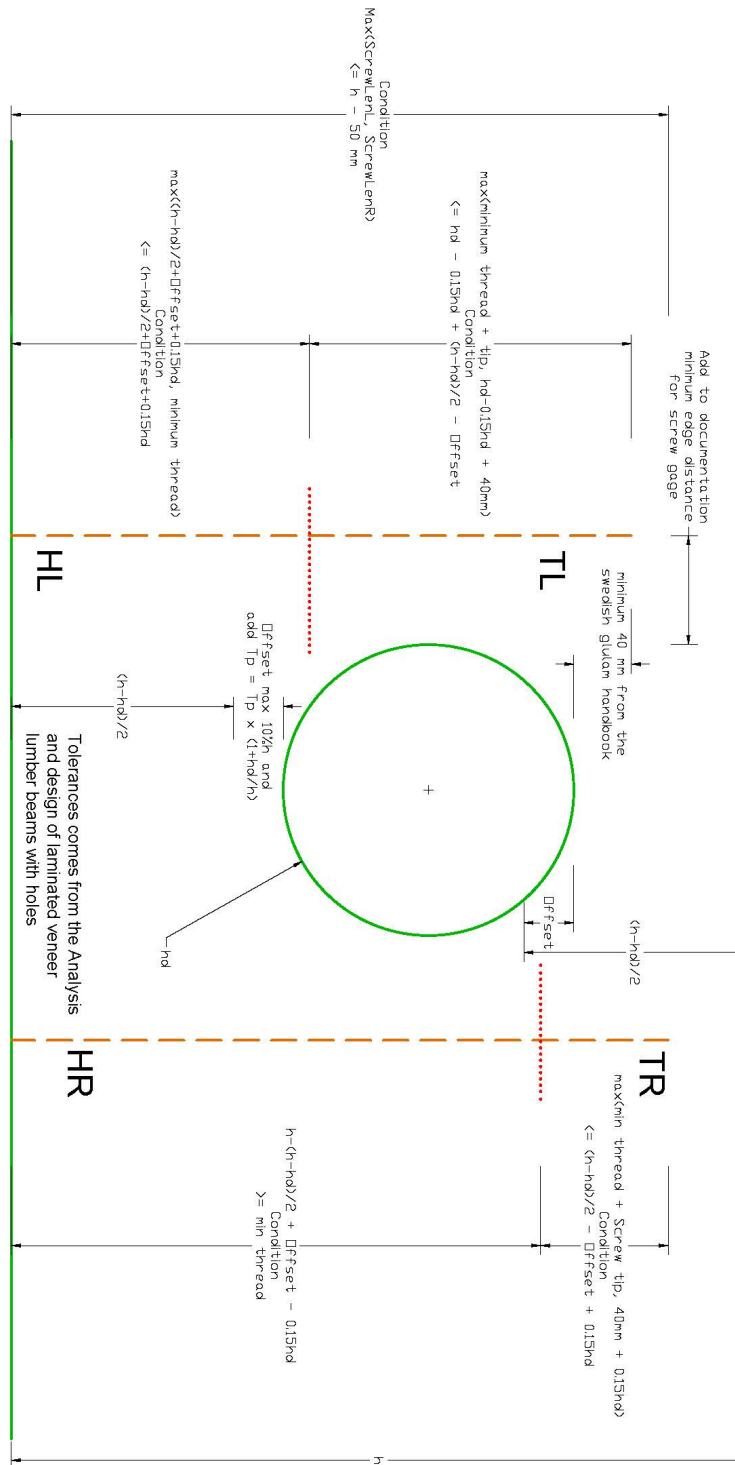 Add to documentation
minimum edge distance
for screw gage
minimum 40 mm from the
swedish glulam handbook
TL
TR
(h-hd)/2
Offset
max(min thread + Screw tip, 40mm + 0.15hd)
Condition
<= (h-hd)/2 - Offset + 0.15hd
max(minimum thread + tip, hd-0.15hd + 40mm)
Condition
<= hd - 0.15hd + (h-hd)/2 - Offset
Condition
Max(ScrewLenL, ScrewLenR)
<= h - 50 mm
h
h-(h-hd)/2 + Offset - 0.15hd
Condition
>= min thread
Offset max 10%h and
add Tp = Tp x (1+hd/h)
max((h-hd)/2+Offset+0.15hd, minimum thread)
Condition
<= (h-hd)/2+Offset+0.15hd
(h-hd)/2
hd
HL
HR
Tolerances comes from the Analysis
and design of laminated veneer
lumber beams with holes